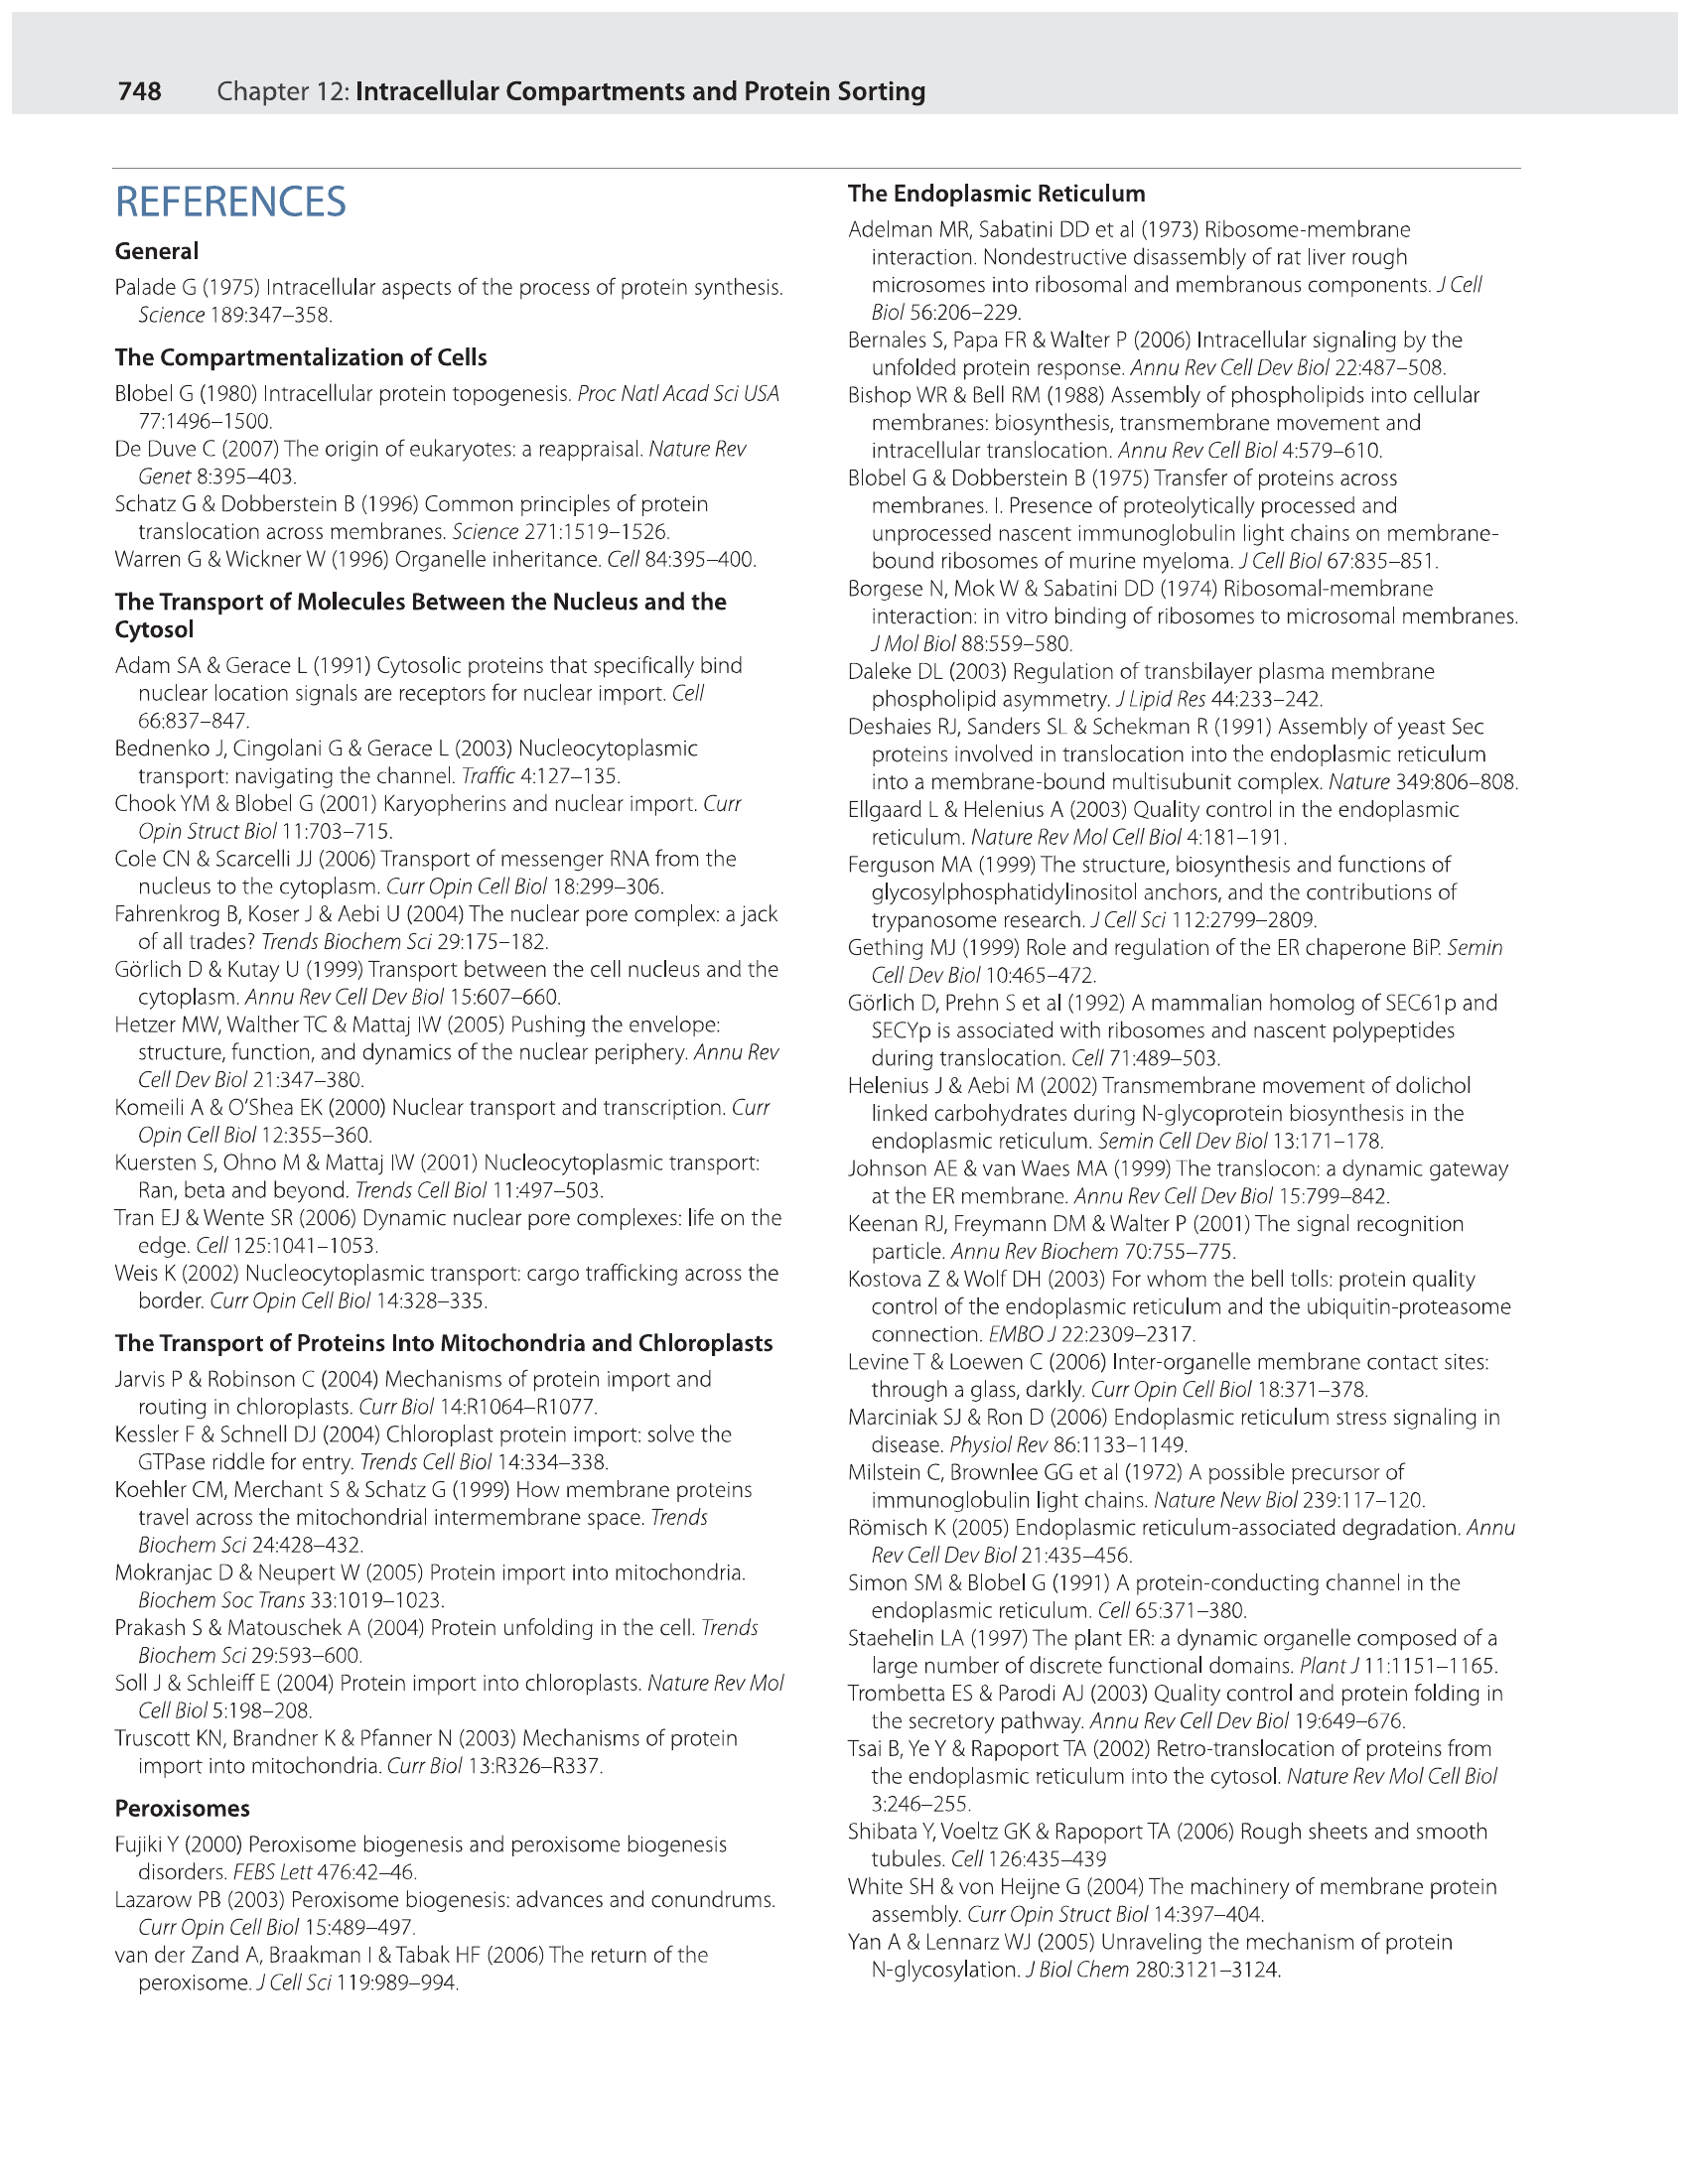 748 Chapter 12: Intracellular Compartments and Protein Sorting
REFERENCES
General
Palade G (1975) Intracellular aspects of the process of protein synthesis.
Science 189:347–358.
The Compartmentalization of Cells
Blobel G (1980) Intracellular protein topogenesis. Proc Natl Acad Sci USA
77:1496–1500.
De Duve C (2007) The origin of eukaryotes: a reappraisal. Nature Rev
Genet 8:395–403.
Schatz G & Dobberstein B (1996) Common principles of protein
translocation across membranes. Science 271:1519–1526.
Warren G & Wickner W (1996) Organelle inheritance. Cell 84:395–400.
The Transport of Molecules Between the Nucleus and the
Cytosol
Adam SA & Gerace L (1991) Cytosolic proteins that specifically bind
nuclear location signals are receptors for nuclear import. Cell
66:837–847.
Bednenko J, Cingolani G & Gerace L (2003) Nucleocytoplasmic
transport: navigating the channel. Traffic 4:127–135.
Chook YM & Blobel G (2001) Karyopherins and nuclear import. Curr
Opin Struct Biol 11:703–715.
Cole CN & Scarcelli JJ (2006) Transport of messenger RNA from the
nucleus to the cytoplasm. Curr Opin Cell Biol 18:299–306.
Fahrenkrog B, Koser J & Aebi U (2004) The nuclear pore complex: a jack
of all trades? Trends Biochem Sci 29:175–182.
Görlich D & Kutay U (1999) Transport between the cell nucleus and the
cytoplasm. Annu Rev Cell Dev Biol 15:607–660.
Hetzer MW, Walther TC & Mattaj IW (2005) Pushing the envelope:
structure, function, and dynamics of the nuclear periphery. Annu Rev
Cell Dev Biol 21:347–380.
Komeili A & O’Shea EK (2000) Nuclear transport and transcription. Curr
Opin Cell Biol 12:355–360.
Kuersten S, Ohno M & Mattaj IW (2001) Nucleocytoplasmic transport:
Ran, beta and beyond. Trends Cell Biol 11:497–503.
Tran EJ & Wente SR (2006) Dynamic nuclear pore complexes: life on the
edge. Cell 125:1041–1053.
Weis K (2002) Nucleocytoplasmic transport: cargo trafficking across the
border. Curr Opin Cell Biol 14:328–335.
The Transport of Proteins Into Mitochondria and Chloroplasts
Jarvis P & Robinson C (2004) Mechanisms of protein import and
routing in chloroplasts. Curr Biol 14:R1064–R1077.
Kessler F & Schnell DJ (2004) Chloroplast protein import: solve the
GTPase riddle for entry. Trends Cell Biol 14:334–338.
Koehler CM, Merchant S & Schatz G (1999) How membrane proteins
travel across the mitochondrial intermembrane space. Trends
Biochem Sci 24:428–432.
Mokranjac D & Neupert W (2005) Protein import into mitochondria.
Biochem Soc Trans 33:1019–1023.
Prakash S & Matouschek A (2004) Protein unfolding in the cell. Trends
Biochem Sci 29:593–600.
Soll J & Schleiff E (2004) Protein import into chloroplasts. Nature Rev Mol
Cell Biol 5:198–208.
Truscott KN, Brandner K & Pfanner N (2003) Mechanisms of protein
import into mitochondria. Curr Biol 13:R326–R337.
Peroxisomes
Fujiki Y (2000) Peroxisome biogenesis and peroxisome biogenesis
disorders. FEBS Lett 476:42–46.
Lazarow PB (2003) Peroxisome biogenesis: advances and conundrums.
Curr Opin Cell Biol 15:489–497.
van der Zand A, Braakman I & Tabak HF (2006) The return of the
peroxisome. J Cell Sci 119:989–994.
The Endoplasmic Reticulum
Adelman MR, Sabatini DD et al (1973) Ribosome-membrane
interaction. Nondestructive disassembly of rat liver rough
microsomes into ribosomal and membranous components. J Cell
Biol 56:206–229.
Bernales S, Papa FR & Walter P (2006) Intracellular signaling by the
unfolded protein response. Annu Rev Cell Dev Biol 22:487–508.
Bishop WR & Bell RM (1988) Assembly of phospholipids into cellular
membranes: biosynthesis, transmembrane movement and
intracellular translocation. Annu Rev Cell Biol 4:579–610.
Blobel G & Dobberstein B (1975) Transfer of proteins across
membranes. I. Presence of proteolytically processed and
unprocessed nascent immunoglobulin light chains on membrane-
bound ribosomes of murine myeloma. J Cell Biol 67:835–851.
Borgese N, Mok W & Sabatini DD (1974) Ribosomal-membrane
interaction: in vitro binding of ribosomes to microsomal membranes.
J Mol Biol 88:559–580.
Daleke DL (2003) Regulation of transbilayer plasma membrane
phospholipid asymmetry. J Lipid Res 44:233–242.
Deshaies RJ, Sanders SL & Schekman R (1991) Assembly of yeast Sec
proteins involved in translocation into the endoplasmic reticulum
into a membrane-bound multisubunit complex. Nature 349:806–808.
Ellgaard L & Helenius A (2003) Quality control in the endoplasmic
reticulum. Nature Rev Mol Cell Biol 4:181–191.
Ferguson MA (1999) The structure, biosynthesis and functions of
glycosylphosphatidylinositol anchors, and the contributions of
trypanosome research. J Cell Sci 112:2799–2809.
Gething MJ (1999) Role and regulation of the ER chaperone BiP. Semin
Cell Dev Biol 10:465–472.
Görlich D, Prehn S et al (1992) A mammalian homolog of SEC61p and
SECYp is associated with ribosomes and nascent polypeptides
during translocation. Cell 71:489–503.
Helenius J & Aebi M (2002) Transmembrane movement of dolichol
linked carbohydrates during N-glycoprotein biosynthesis in the
endoplasmic reticulum. Semin Cell Dev Biol 13:171–178.
Johnson AE & van Waes MA (1999) The translocon: a dynamic gateway
at the ER membrane. Annu Rev Cell Dev Biol 15:799–842.
Keenan RJ, Freymann DM & Walter P (2001) The signal recognition
particle. Annu Rev Biochem 70:755–775.
Kostova Z & Wolf DH (2003) For whom the bell tolls: protein quality
control of the endoplasmic reticulum and the ubiquitin-proteasome
connection. EMBO J 22:2309–2317.
Levine T & Loewen C (2006) Inter-organelle membrane contact sites:
through a glass, darkly. Curr Opin Cell Biol 18:371–378.
Marciniak SJ & Ron D (2006) Endoplasmic reticulum stress signaling in
disease. Physiol Rev 86:1133–1149.
Milstein C, Brownlee GG et al (1972) A possible precursor of
immunoglobulin light chains. Nature New Biol 239:117–120.
Römisch K (2005) Endoplasmic reticulum-associated degradation. Annu
Rev Cell Dev Biol 21:435–456.
Simon SM & Blobel G (1991) A protein-conducting channel in the
endoplasmic reticulum. Cell 65:371–380.
Staehelin LA (1997) The plant ER: a dynamic organelle composed of a
large number of discrete functional domains. Plant J 11:1151–1165.
Trombetta ES & Parodi AJ (2003) Quality control and protein folding in
the secretory pathway. Annu Rev Cell Dev Biol 19:649–676.
Tsai B, Ye Y & Rapoport TA (2002) Retro-translocation of proteins from
the endoplasmic reticulum into the cytosol. Nature Rev Mol Cell Biol
3:246–255.
Shibata Y, Voeltz GK & Rapoport TA (2006) Rough sheets and smooth
tubules. Cell 126:435–439
White SH & von Heijne G (2004) The machinery of membrane protein
assembly. Curr Opin Struct Biol 14:397–404.
Yan A & Lennarz WJ (2005) Unraveling the mechanism of protein
N-glycosylation. J Biol Chem 280:3121–3124.